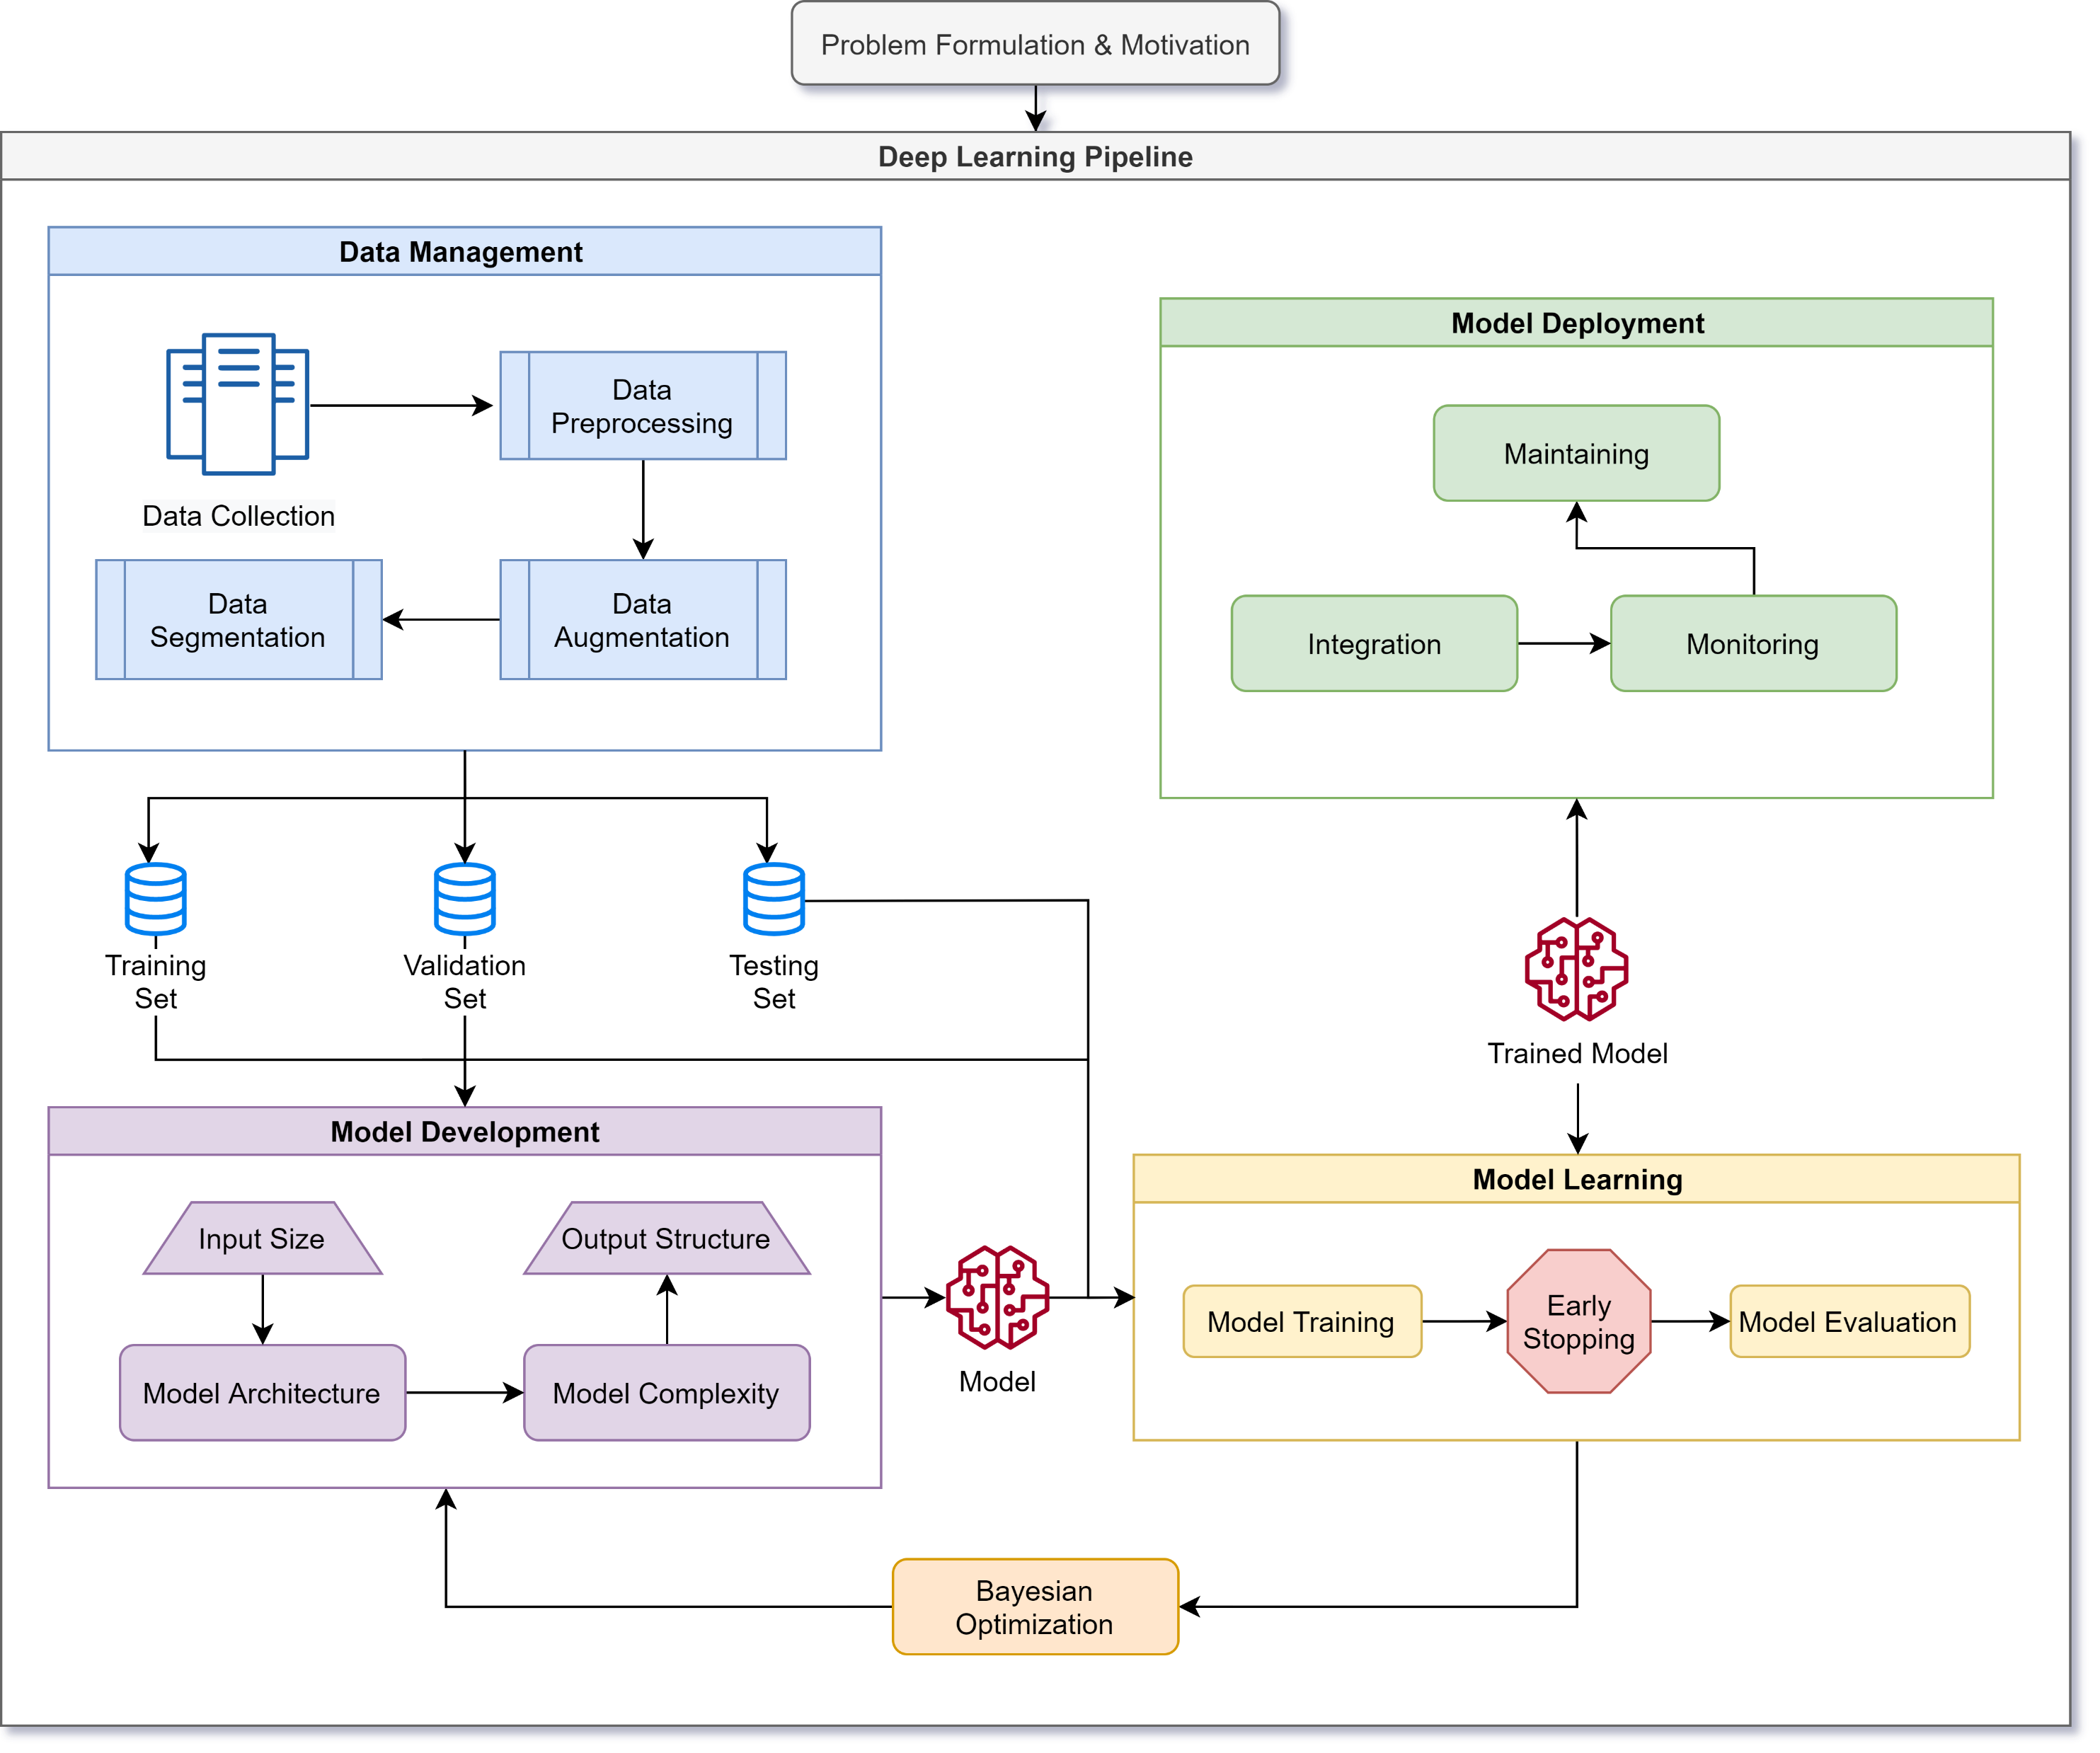 Problem Formulation & Motivation
Deep Learning Pipeline
Data Management
Data
Preprocessing
Data Collection
Data
Segmentation
Data
Augmentation
Model Deployment
Maintaining
Integration
Monitoring
Training
Set
Validation
Set
Testing
Set
Trained Model
Model Development
Input Size
Output Structure
Model Architecture
Model Complexity
Model
Model Learning
Model Training
Early
Stopping
Model Evaluation
Bayesian
Optimization